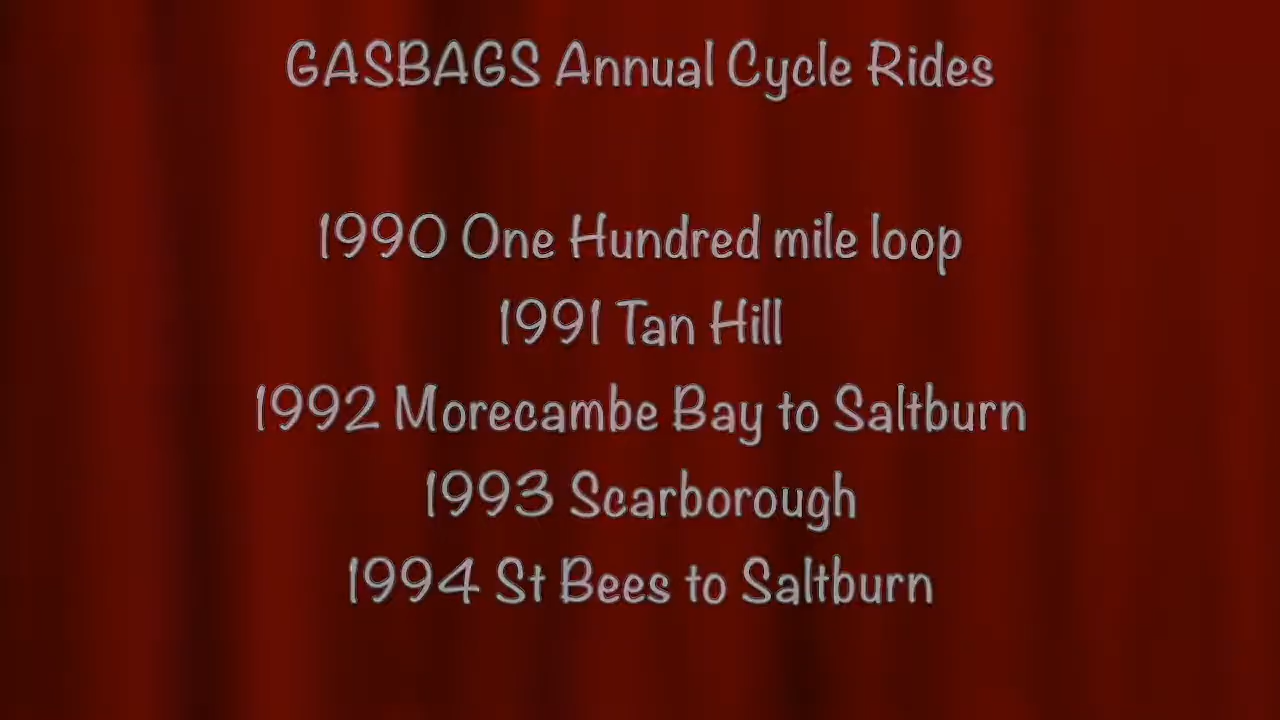 GASBAGS Annual Cycle Rides
1990 One Hundred mile loop
1991 Tan Hill
1992 Morecambe Bay to Saltburn
1993 Scarborough
1994 St Bees to Saltburn